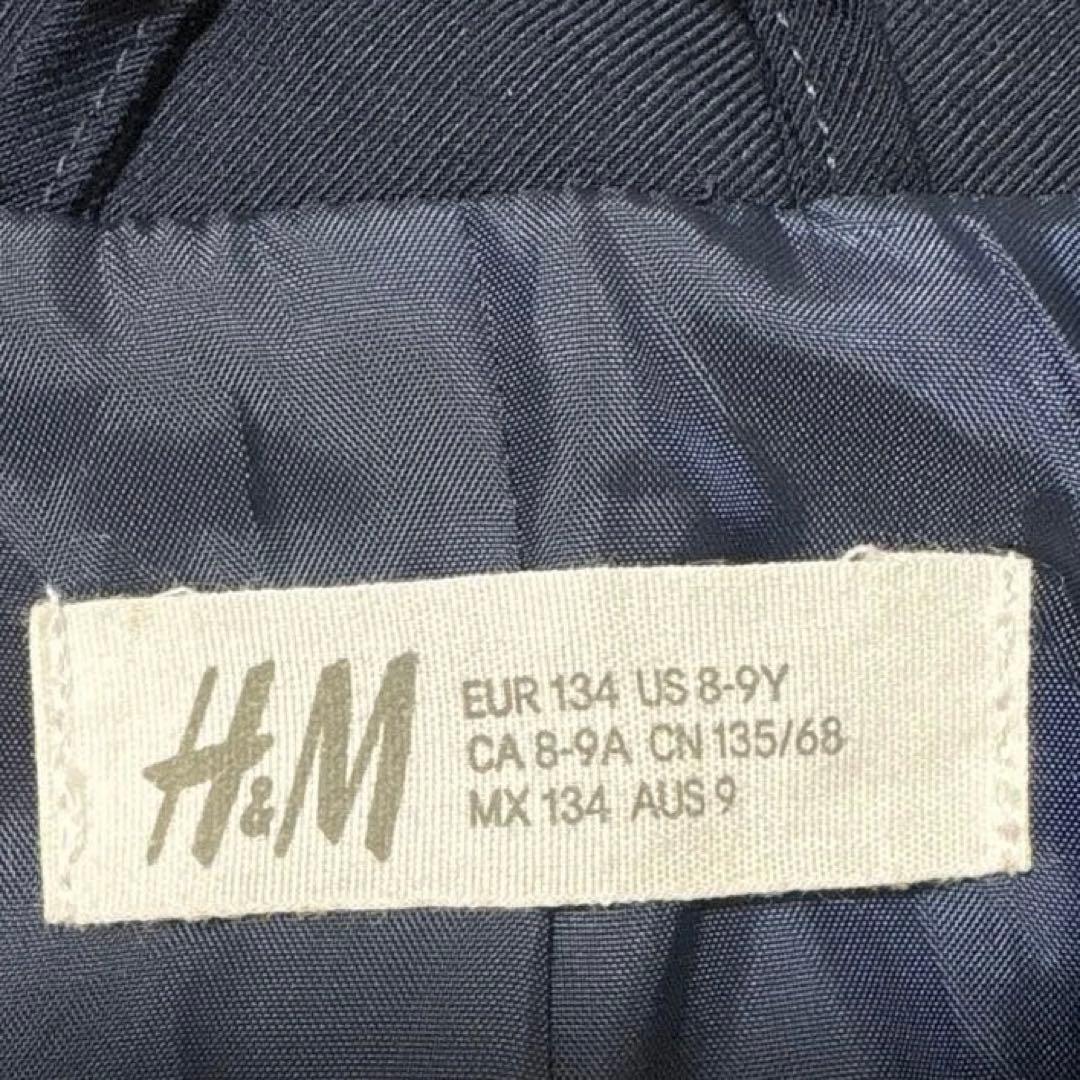 H&M
EUR 134 US 8-9Y
CA 8-9A CN 135/68
MX 134 AUS 9